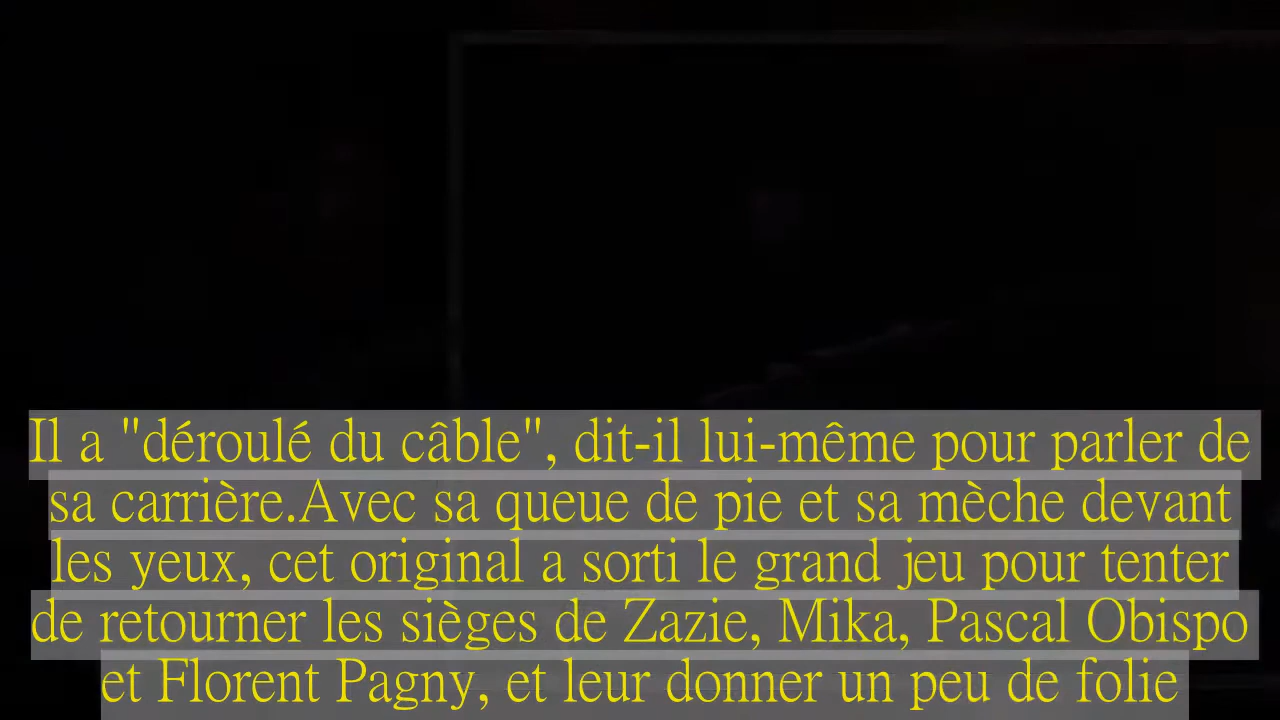 Il a "déroulé du câble", dit-il lui-même pour parler de
sa carrière.Avec sa queue de pie et sa mèche devant
les yeux, cet original a sorti le grand jeu pour tenter
de retourner les sièges de Zazie, Mika, Pascal Obispo
et Florent Pagny, et leur donner un peu de folie